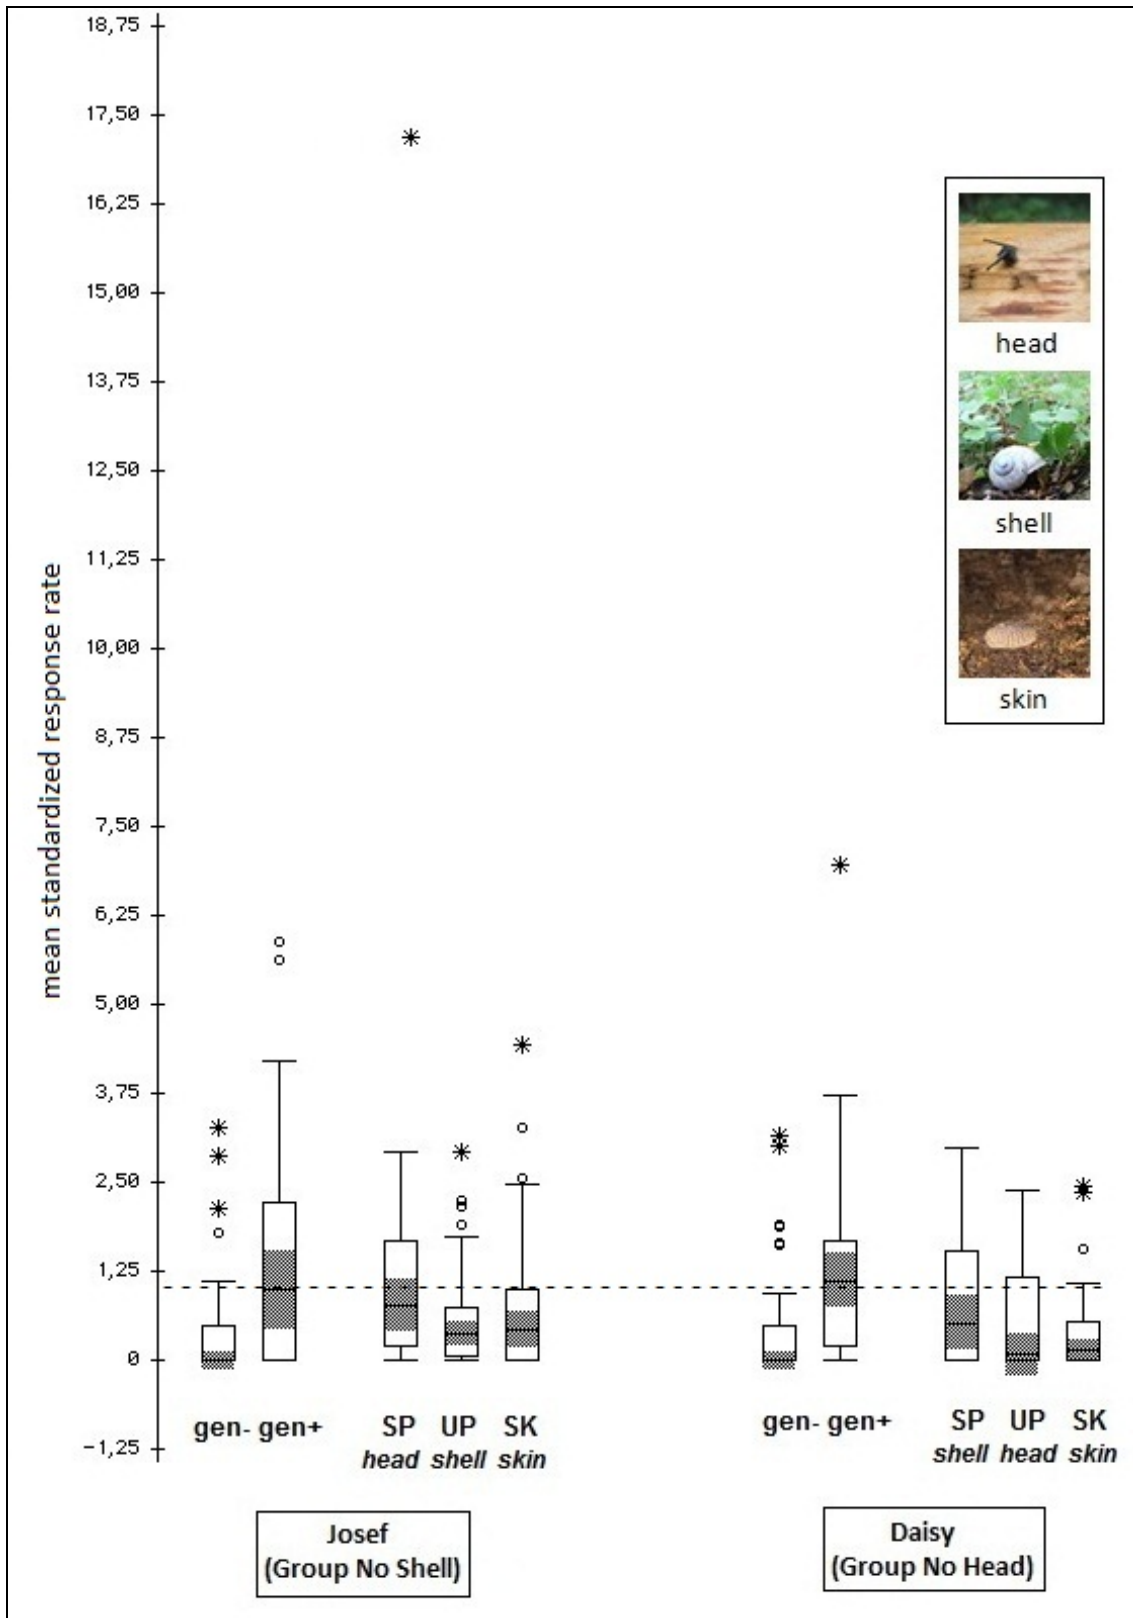 18,75
17,50
16,25
15,00
13,75
12,50
11,25
10,00
8,75
7,50
6,25
5,00
3,75
2,50
1,25
0
-1,25
mean standardized response rate
head
shell
skin
gen- gen+ SP UP SK
head shell skin
gen- gen+ SP UP SK
shell head skin
Josef
(Group No Shell)
Daisy
(Group No Head)